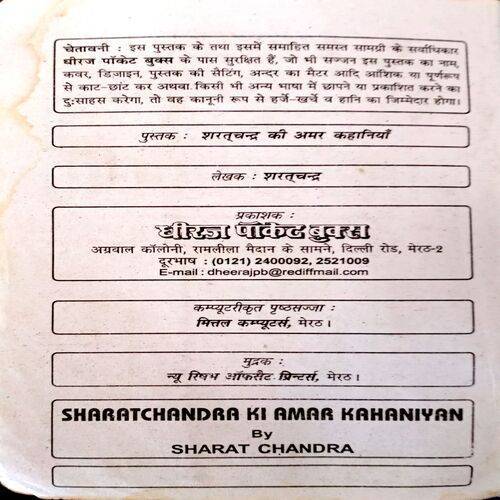 चेतावनी : इस पुस्तक के तथा इसमें समाहित समस्त सामग्री के सर्वाधिकार
धीरज पॉकेट बुक्स के पास सुरक्षित हैं, जो भी सज्जन इस पुस्तक का नाम,
कवर, डिज़ाइन, पुस्तक की सैटिंग, अन्दर का मैटर आदि आंशिक या पूर्णरूप
से काट-छांट कर अथवा किसी भी अन्य भाषा में छापने या प्रकाशित करने का
दुःसाहस करेगा, तो वह कानूनी रूप से हर्जे-खर्चे व हानि का जिम्मेदार होगा।
पुस्तक : शरत्चन्द्र की अमर कहानियाँ
लेखक : शरत्चन्द्र
प्रकाशक :
धीरज पॉकेट बुक्स
अग्रवाल कॉलोनी, रामलीला मैदान के सामने, दिल्ली रोड, मेरठ-2
दूरभाष : (0121) 2400092, 2521009
E-mail : dheerajpb@rediffmail.com
कम्प्यूटरीकृत पृष्ठसज्जा :
मित्तल कम्प्यूटर्स, मेरठ।
मुद्रक :
न्यू रिषभ ऑफसैट प्रिन्टर्स, मेरठ।
SHARATCHANDRA KI AMAR KAHANIYAN
By
SHARAT CHANDRA